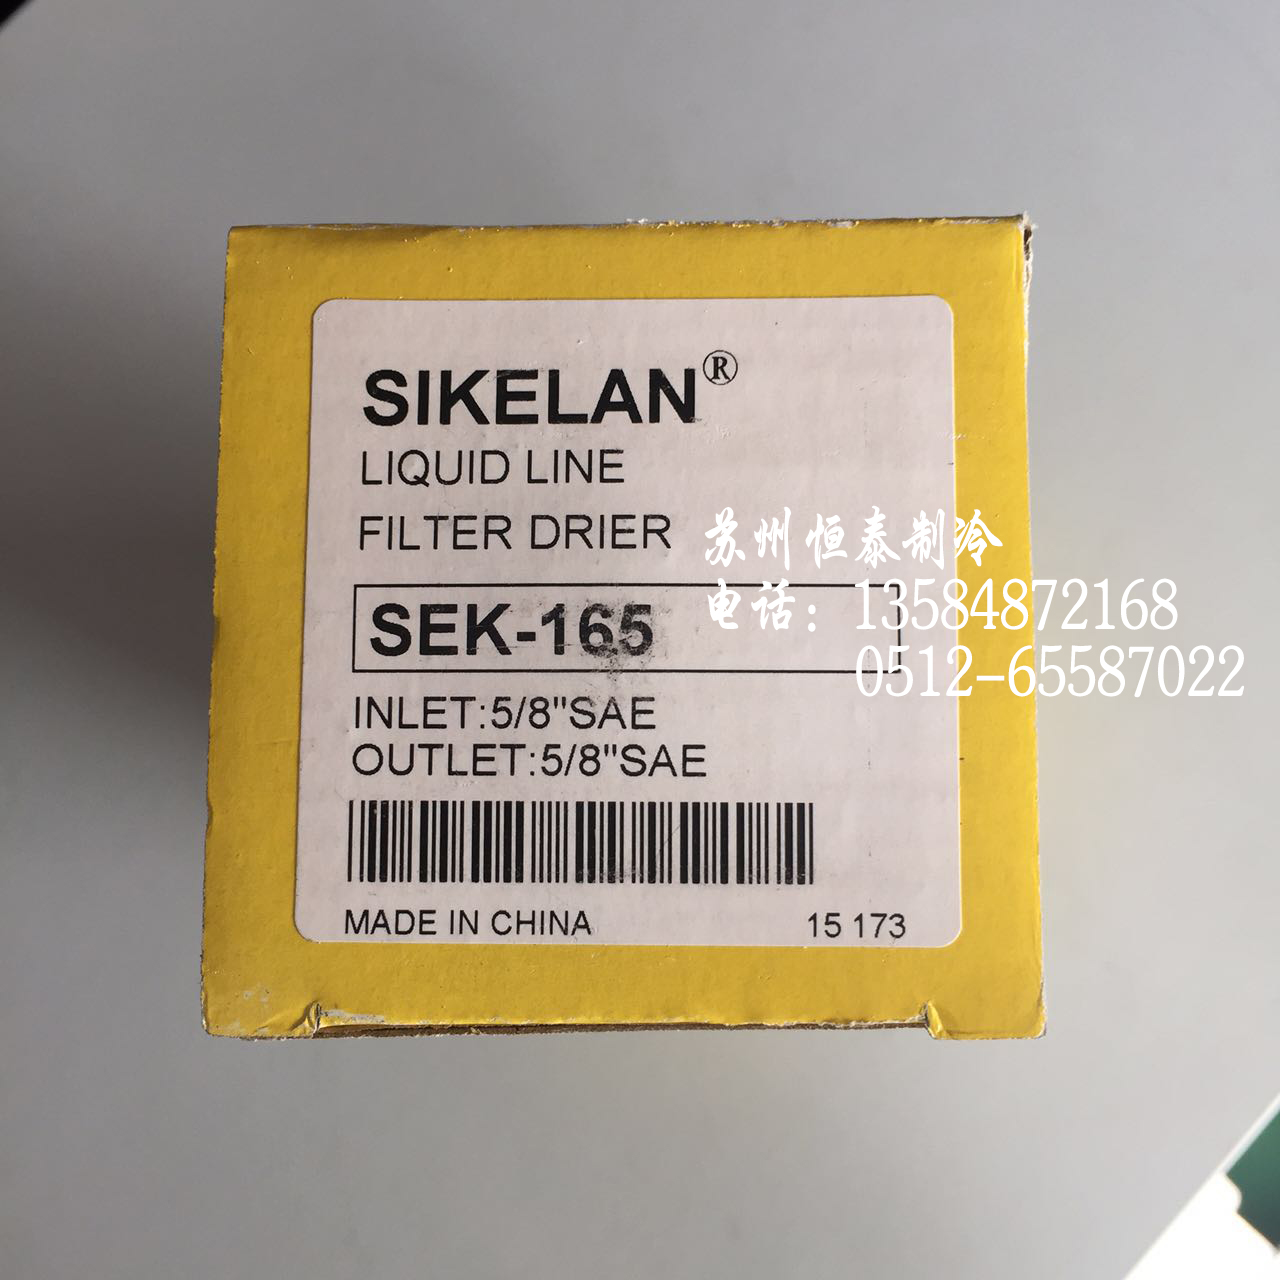 SIKELAN®
LIQUID LINE
FILTER DRIER
SEK-165
INLET:5/8"SAE
OUTLET:5/8"SAE
MADE IN CHINA 15 173
苏州恒泰制冷
电话：13584872168
0512-65587022